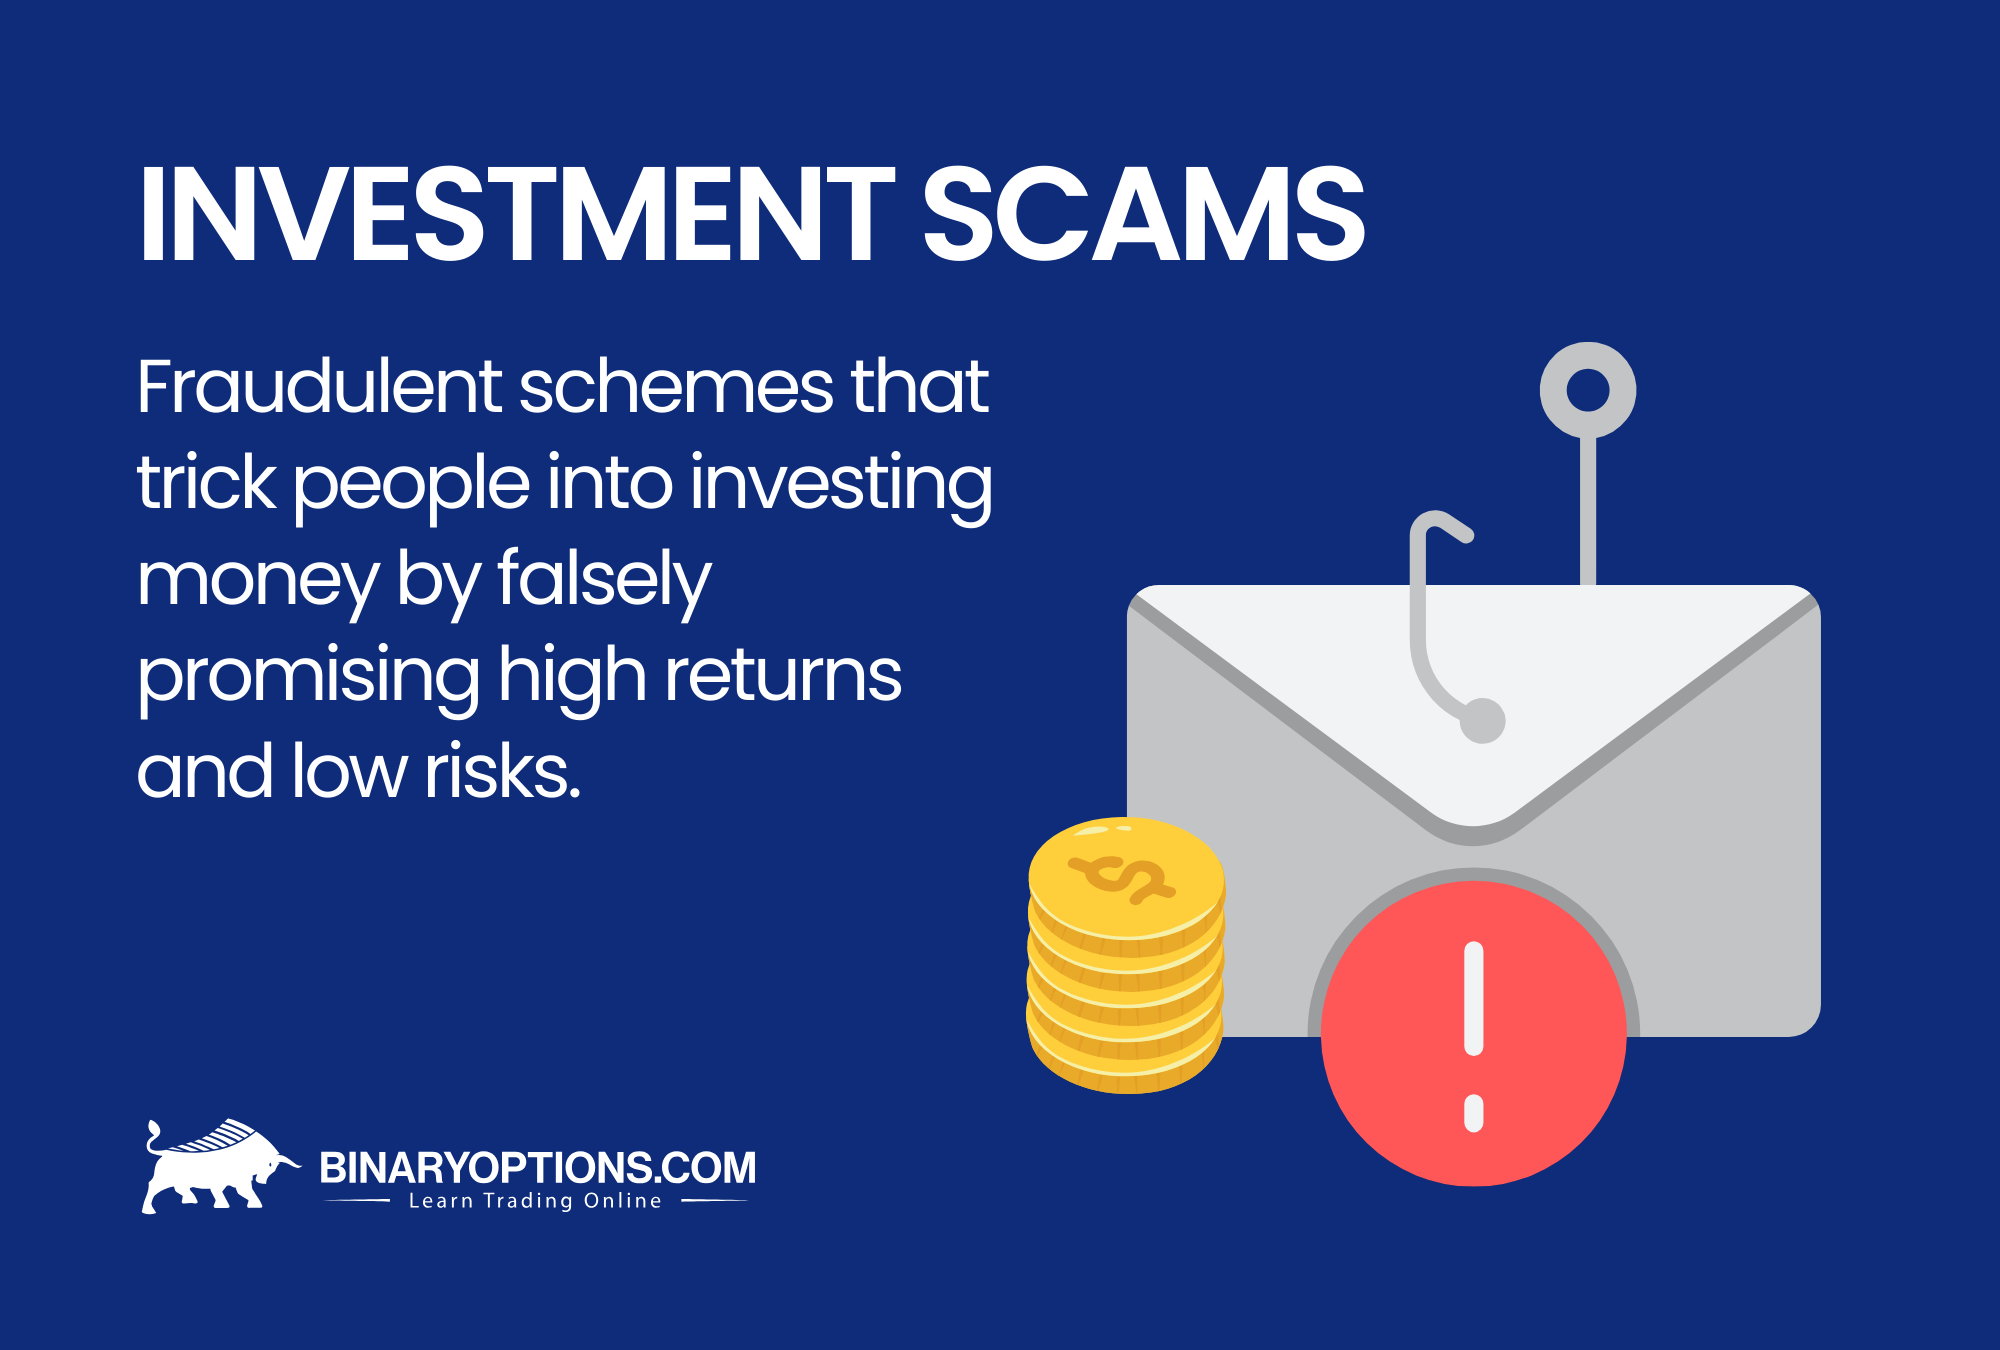 INVESTMENT SCAMS
Fraudulent schemes that
trick people into investing
money by falsely
promising high returns
and low risks.
BINARYOPTIONS.COM
Learn Trading Online